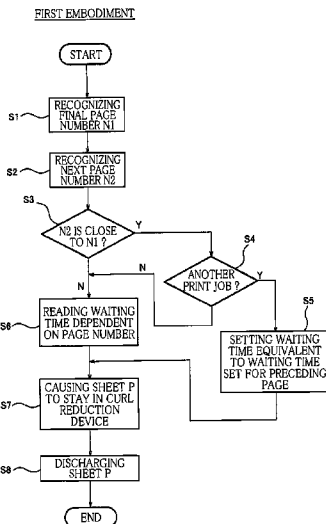 FIRST EMBODIMENT
START
S1
RECOGNIZING
FINAL PAGE
NUMBER N1
S2
RECOGNIZING
NEXT PAGE
NUMBER N2
S3
N2 IS CLOSE
TO N1 ?
Y
N
S4
ANOTHER
PRINT JOB ?
N
Y
S5
SETTING WAITING
TIME EQUIVALENT
TO WAITING TIME
SET FOR PRECEDING
PAGE
S6
READING WAITING
TIME DEPENDENT
ON PAGE NUMBER
S7
CAUSING SHEET P
TO STAY IN CURL
REDUCTION
DEVICE
S8
DISCHARGING
SHEET P
END